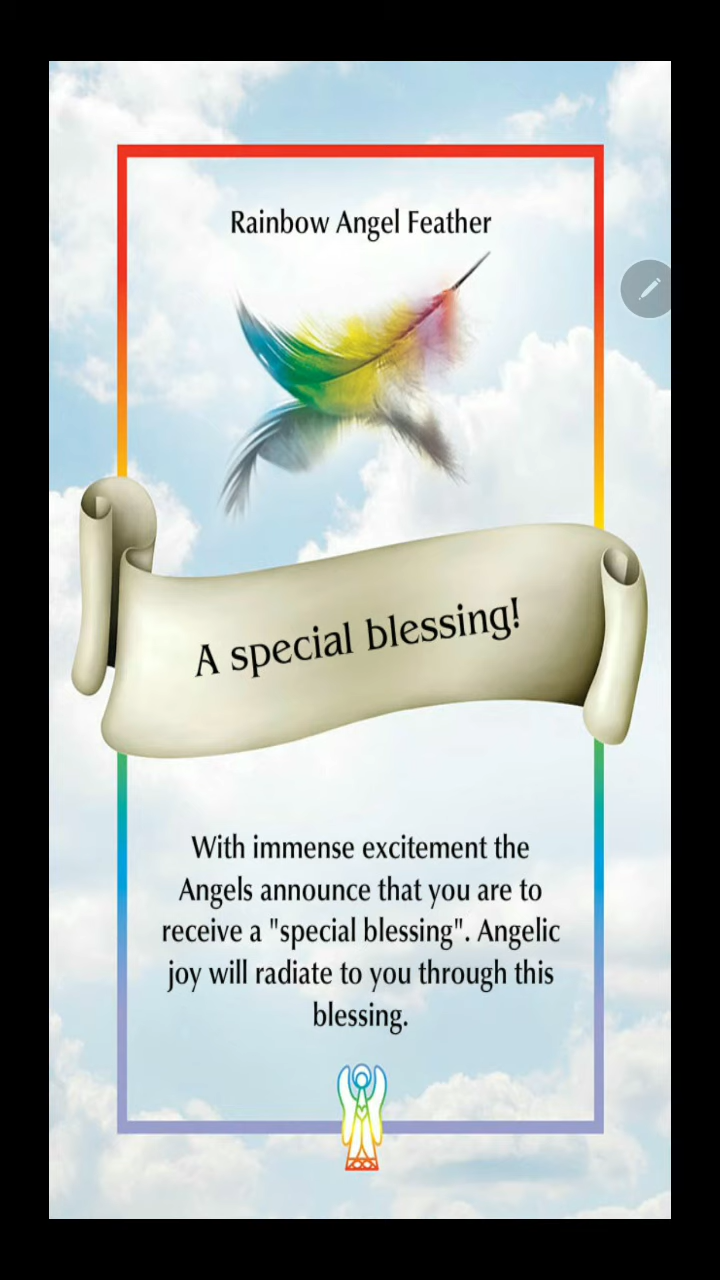 Rainbow Angel Feather
A special blessing!
With immense excitement the
Angels announce that you are to
receive a "special blessing". Angelic
joy will radiate to you through this
blessing.